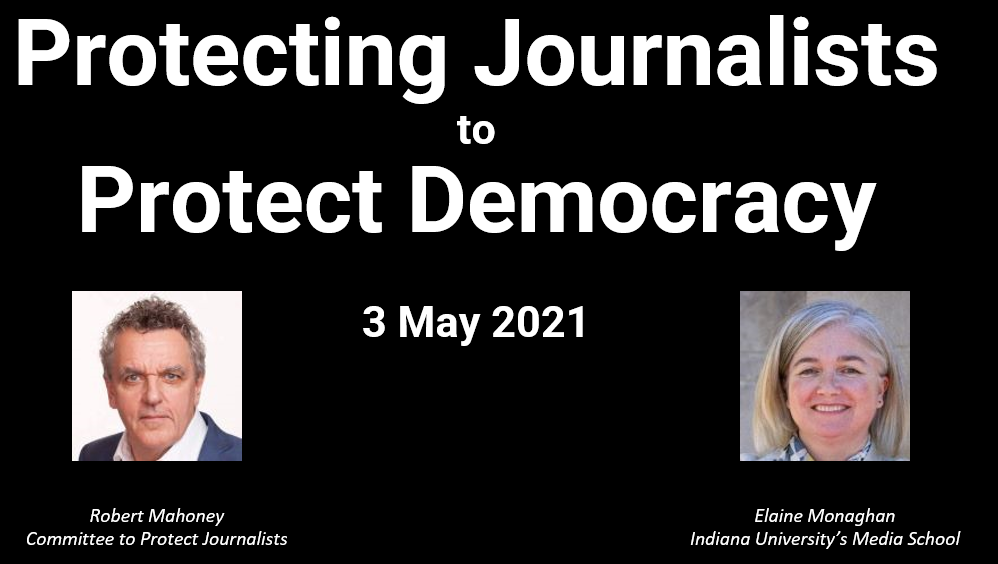 Protecting Journalists
to
Protect Democracy
3 May 2021
Robert Mahoney
Committee to Protect Journalists
Elaine Monaghan
Indiana University’s Media School